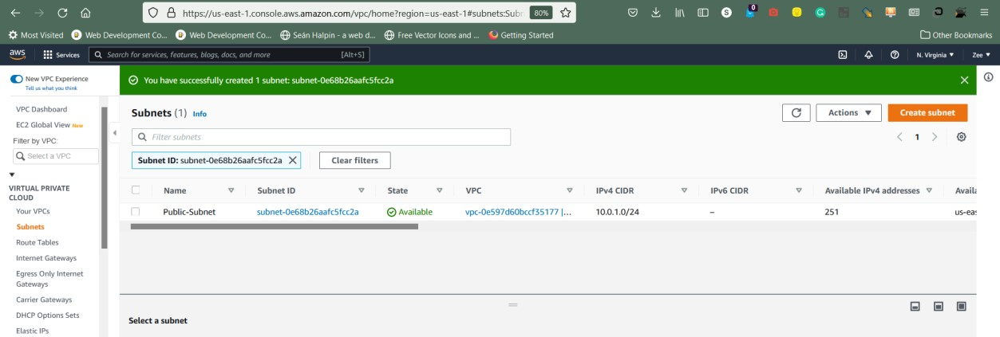 https://us-east-1.console.aws.amazon.com/vpc/home?region=us-east-1#subnets:Subn
80%
Most Visited
Web Development Co...
Web Development Co...
Seán Halpin - a web d...
Free Vector Icons and ...
Getting Started
Other Bookmarks
aws
Services
Search for services, features, blogs, docs, and more
[Alt+S]
N. Virginia
Zee
New VPC Experience
Tell us what you think
You have successfully created 1 subnet: subnet-0e68b26aafc5fcc2a
VPC Dashboard
EC2 Global View New
Filter by VPC:
Select a VPC
VIRTUAL PRIVATE
CLOUD
Your VPCs
Subnets
Route Tables
Internet Gateways
Egress Only Internet
Gateways
Carrier Gateways
DHCP Options Sets
Elastic IPs
Subnets (1) Info
Actions
Create subnet
Filter subnets
1
Subnet ID: subnet-0e68b26aafc5fcc2a
Clear filters
Name Subnet ID State VPC IPv4 CIDR IPv6 CIDR Available IPv4 addresses Availa
Public-Subnet subnet-0e68b26aafc5fcc2a Available vpc-0e597d60bccf35177 |... 10.0.1.0/24 – 251 us-eas
Select a subnet